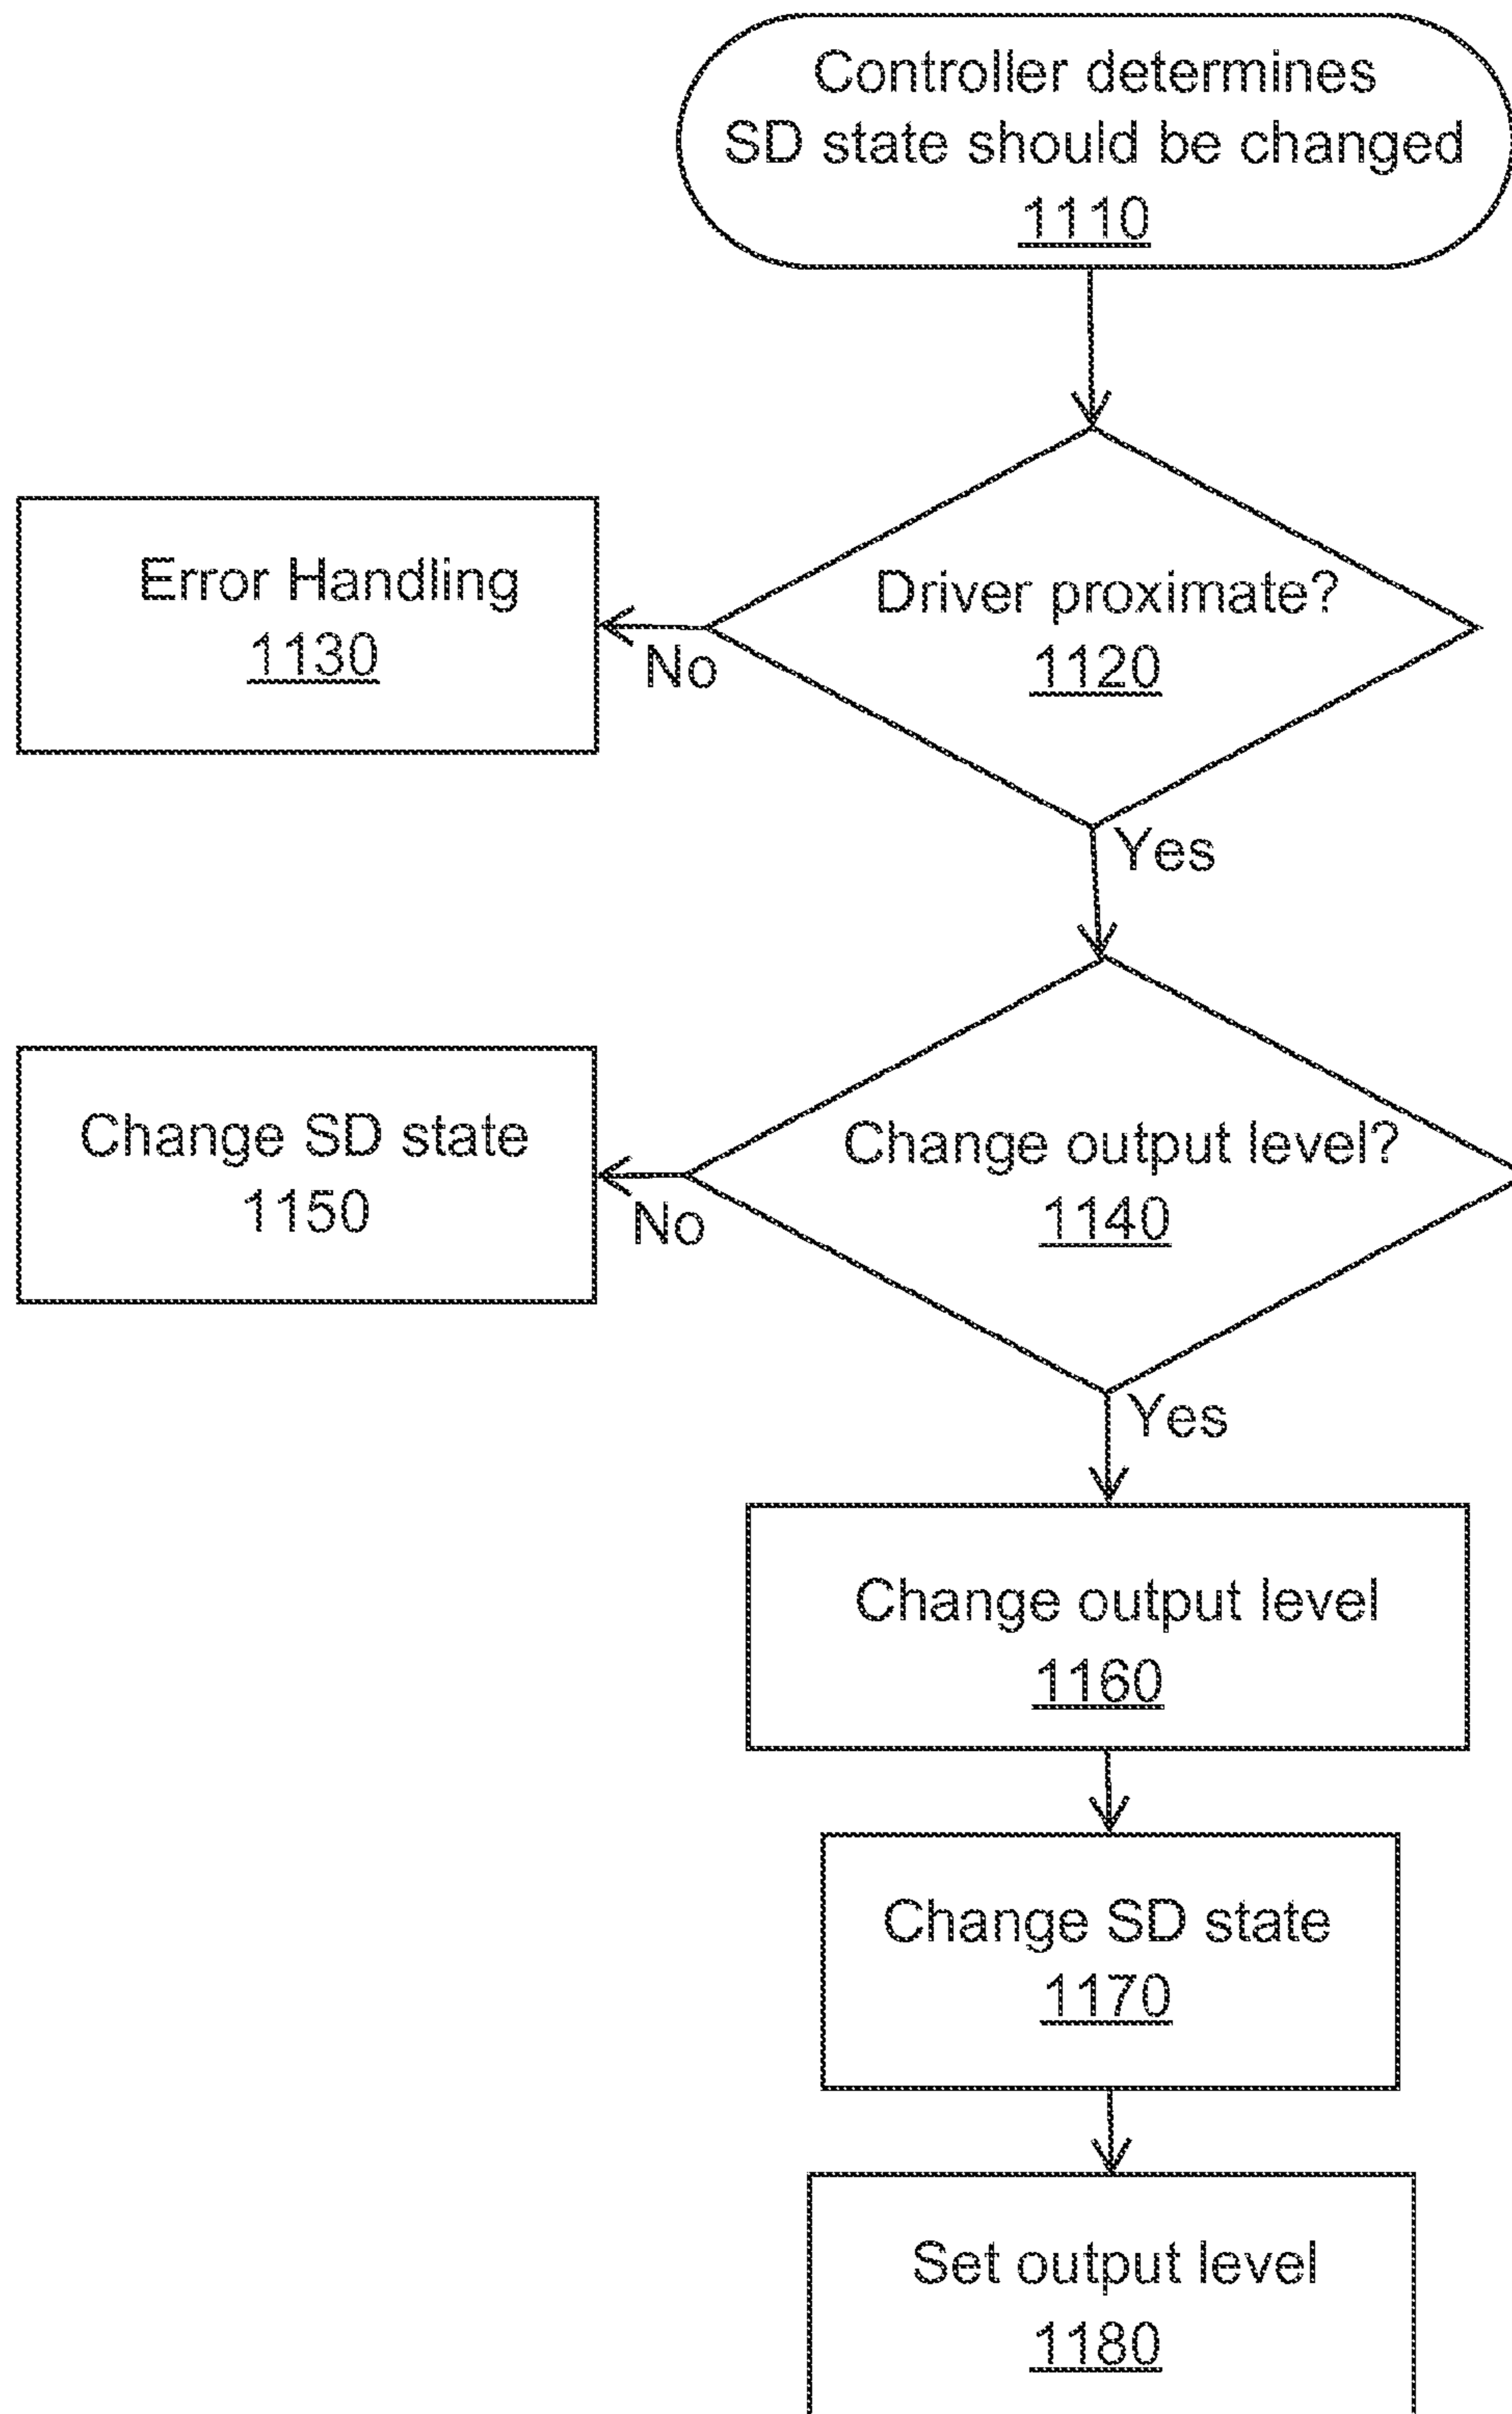 Controller determines
SD state should be changed
1110
Driver proximate?
1120
Error Handling
1130
No
Yes
Change output level?
1140
Change SD state
1150
No
Yes
Change output level
1160
Change SD state
1170
Set output level
1180